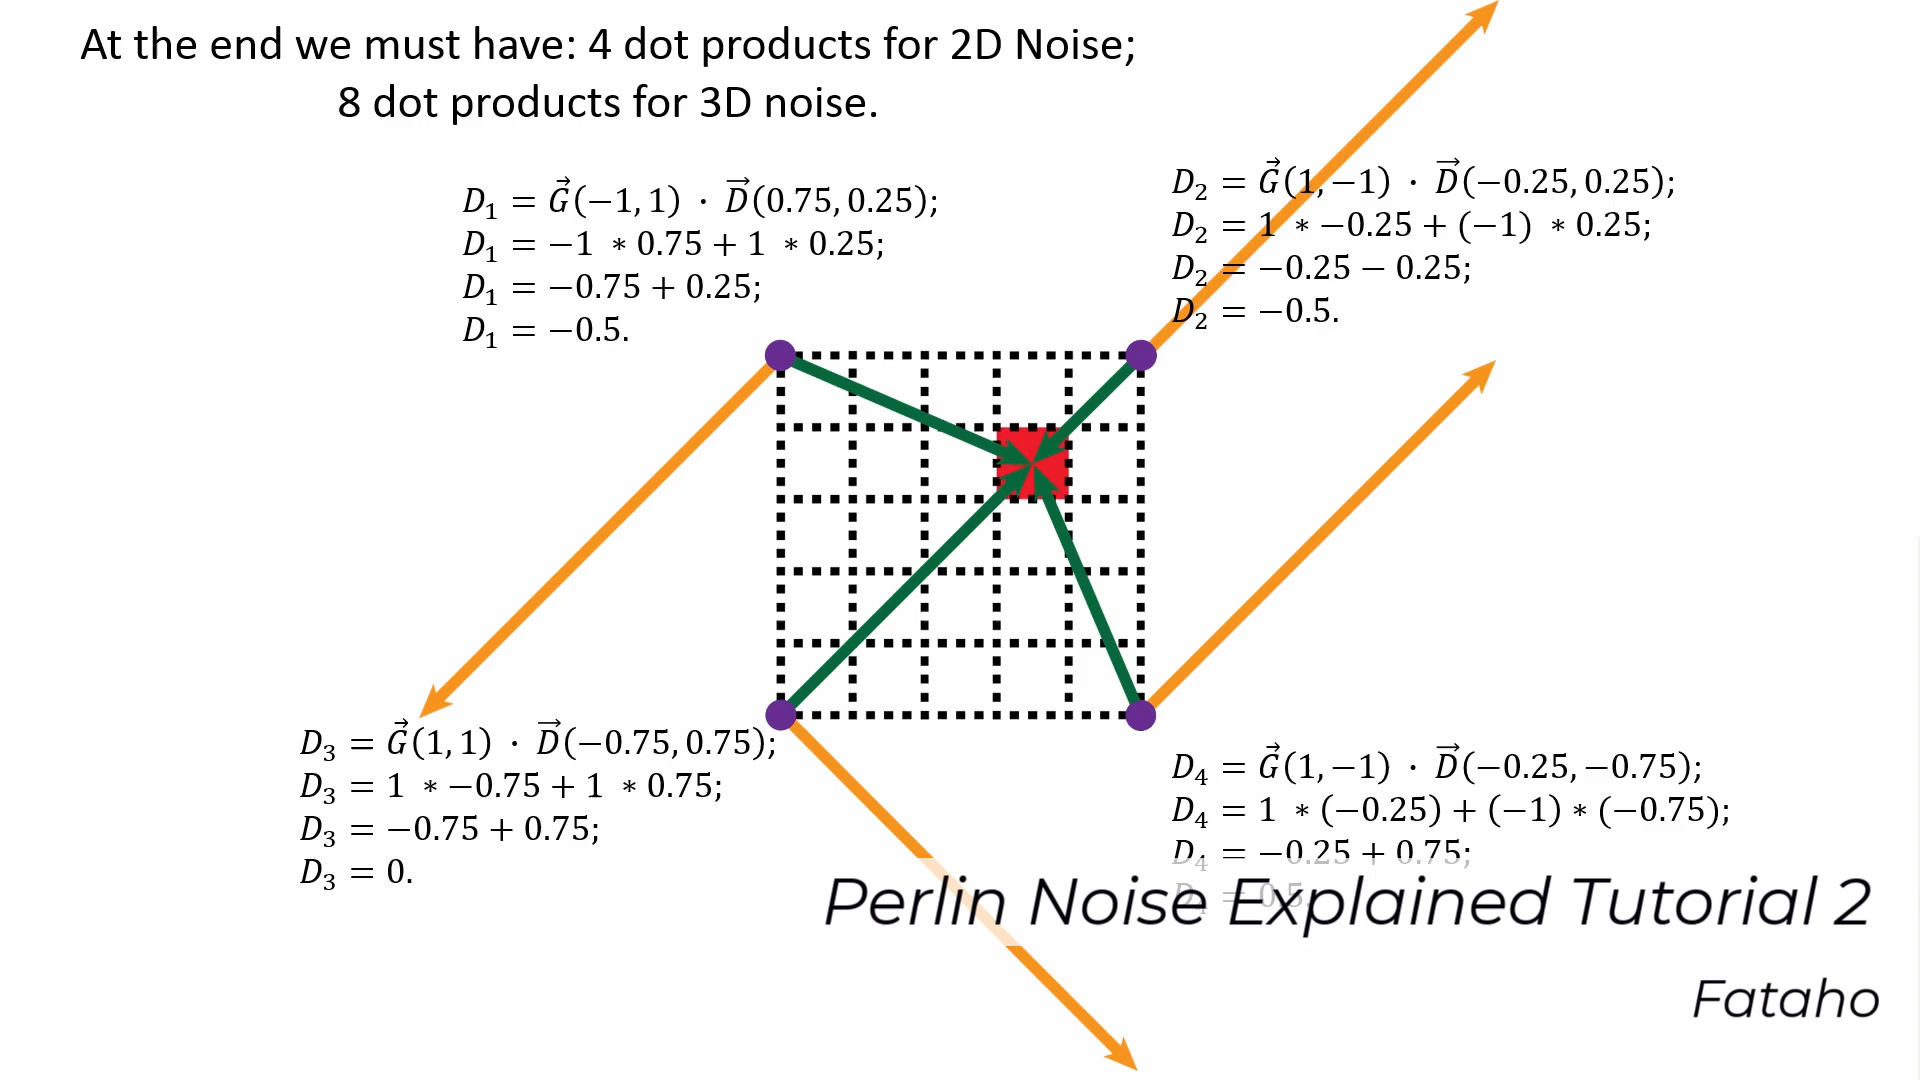 At the end we must have: 4 dot products for 2D Noise;
8 dot products for 3D noise.
D₁ = G⃗(−1, 1) · D⃗(0.75, 0.25);
D₁ = −1 * 0.75 + 1 * 0.25;
D₁ = −0.75 + 0.25;
D₁ = −0.5.
D₂ = G⃗(1, −1) · D⃗(−0.25, 0.25);
D₂ = 1 * −0.25 + (−1) * 0.25;
D₂ = −0.25 − 0.25;
D₂ = −0.5.
D₃ = G⃗(1, 1) · D⃗(−0.75, 0.75);
D₃ = 1 * −0.75 + 1 * 0.75;
D₃ = −0.75 + 0.75;
D₃ = 0.
D₄ = G⃗(1, −1) · D⃗(−0.25, −0.75);
D₄ = 1 * (−0.25) + (−1) * (−0.75);
D₄ = −0.25 + 0.75;
D₄ = 0.5.
Perlin Noise Explained Tutorial 2
Fataho